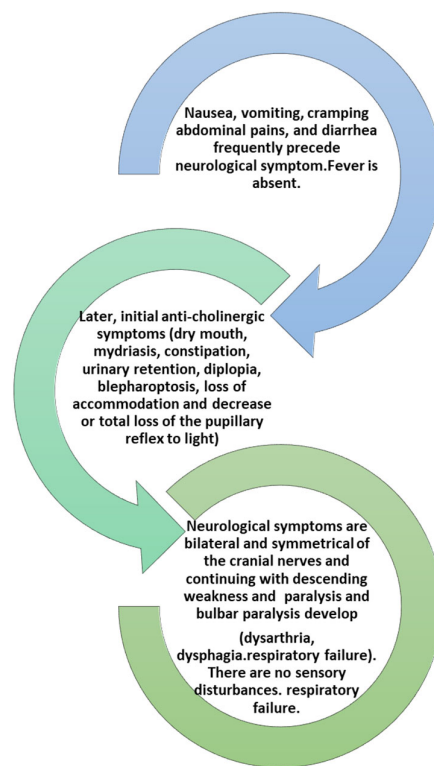 Nausea, vomiting, cramping
abdominal pains, and diarrhea
frequently precede
neurological symptom.Fever is
absent.
Later, initial anti-cholinergic
symptoms (dry mouth,
mydriasis, constipation,
urinary retention, diplopia,
blepharoptosis, loss of
accommodation and decrease
or total loss of the pupillary
reflex to light)
Neurological symptoms are
bilateral and symmetrical of
the cranial nerves and
continuing with descending
weakness and paralysis and
bulbar paralysis develop
(dysarthria,
dysphagia.respiratory failure).
There are no sensory
disturbances. respiratory
failure.